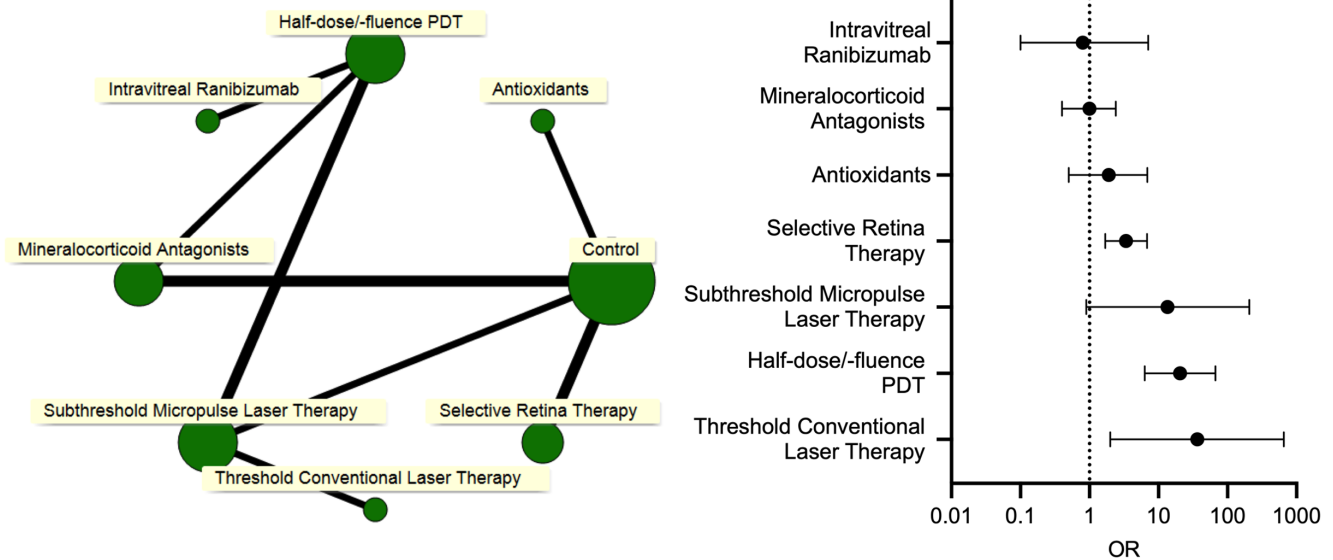 Half-dose/-fluence PDT
Intravitreal Ranibizumab
Antioxidants
Mineralocorticoid Antagonists
Control
Subthreshold Micropulse Laser Therapy
Selective Retina Therapy
Threshold Conventional Laser Therapy
Intravitreal
Ranibizumab
Mineralocorticoid
Antagonists
Antioxidants
Selective Retina
Therapy
Subthreshold Micropulse
Laser Therapy
Half-dose/-fluence
PDT
Threshold Conventional
Laser Therapy
0.01 0.1 1 10 100 1000
OR